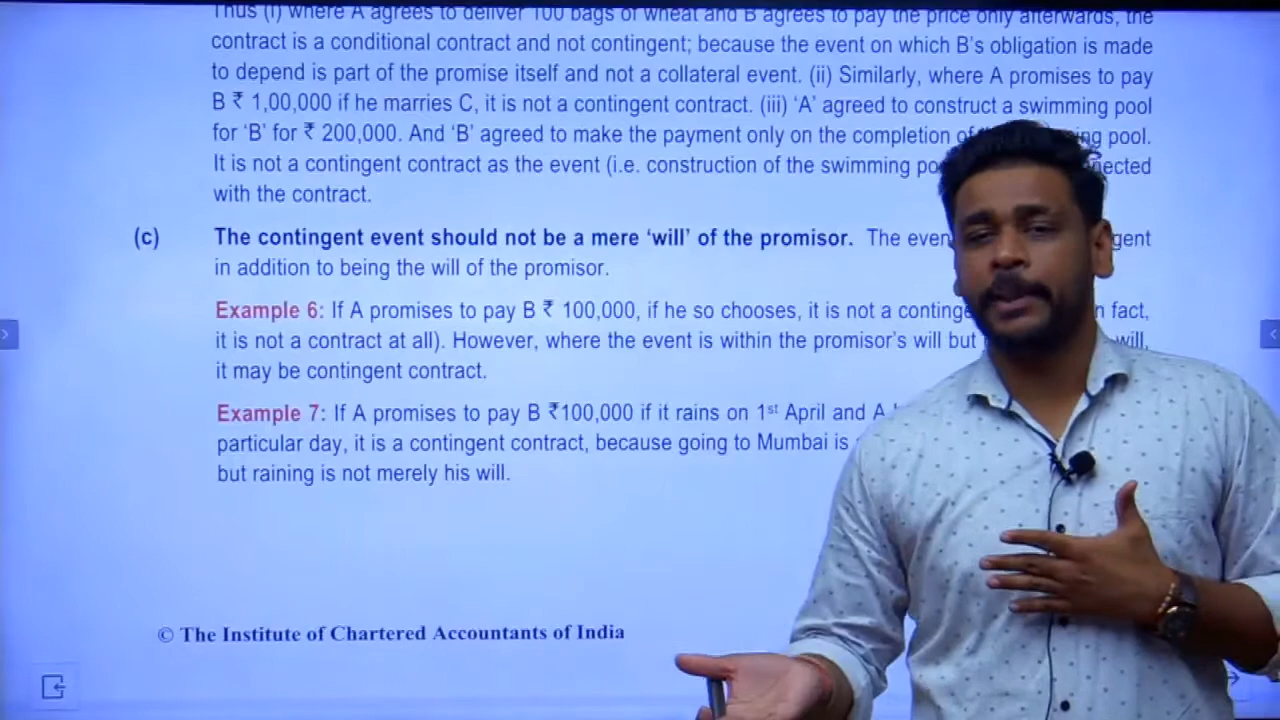 Thus (i) where A agrees to deliver 100 bags of wheat and B agrees to pay the price only afterwards, the
contract is a conditional contract and not contingent; because the event on which B's obligation is made
to depend is part of the promise itself and not a collateral event. (ii) Similarly, where A promises to pay
B ₹ 1,00,000 if he marries C, it is not a contingent contract. (iii) 'A' agreed to construct a swimming pool
for 'B' for ₹ 200,000. And 'B' agreed to make the payment only on the completion of pool.
It is not a contingent contract as the event (i.e. construction of the swimming
with the contract.
(c) The contingent event should not be a mere 'will' of the promisor. The
in addition to being the will of the promisor.
Example 6: If A promises to pay B ₹ 100,000, if he so chooses, it is not a fact,
it is not a contract at all). However, where the event is within the promisor's will but will,
it may be contingent contract.
Example 7: If A promises to pay B ₹100,000 if it rains on 1st April and A
particular day, it is a contingent contract, because going to Mumbai is
but raining is not merely his will.
© The Institute of Chartered Accountants of India